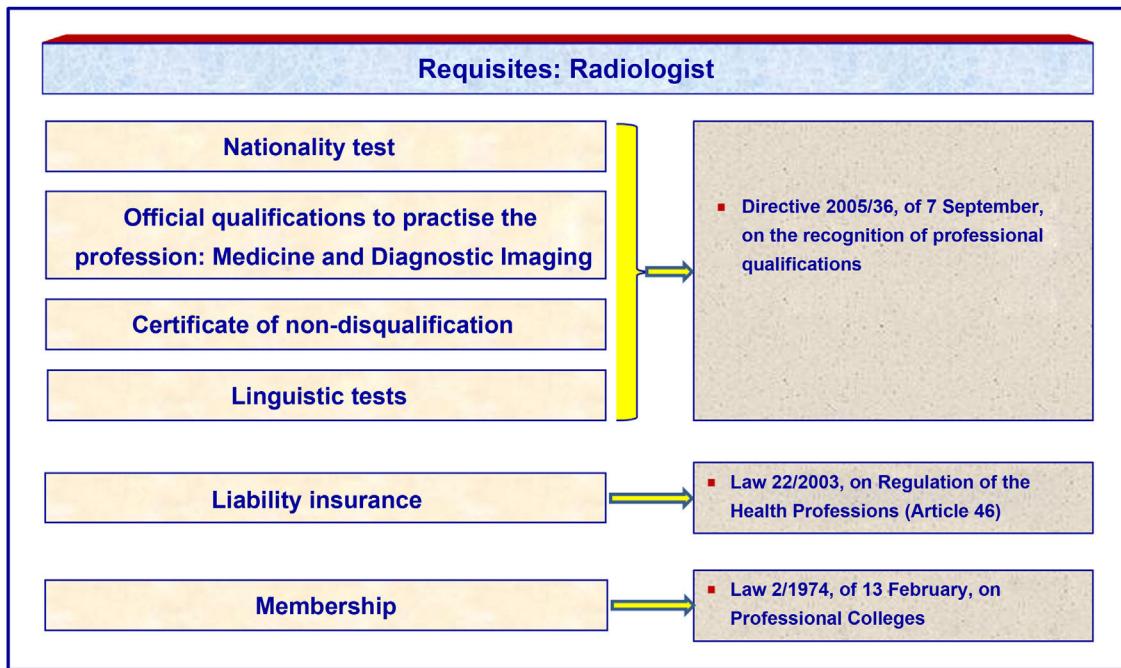 Requisites: Radiologist
Nationality test
Official qualifications to practise the
profession: Medicine and Diagnostic Imaging
Certificate of non-disqualification
Linguistic tests
▪ Directive 2005/36, of 7 September,
on the recognition of professional
qualifications
Liability insurance
▪ Law 22/2003, on Regulation of the
Health Professions (Article 46)
Membership
▪ Law 2/1974, of 13 February, on
Professional Colleges